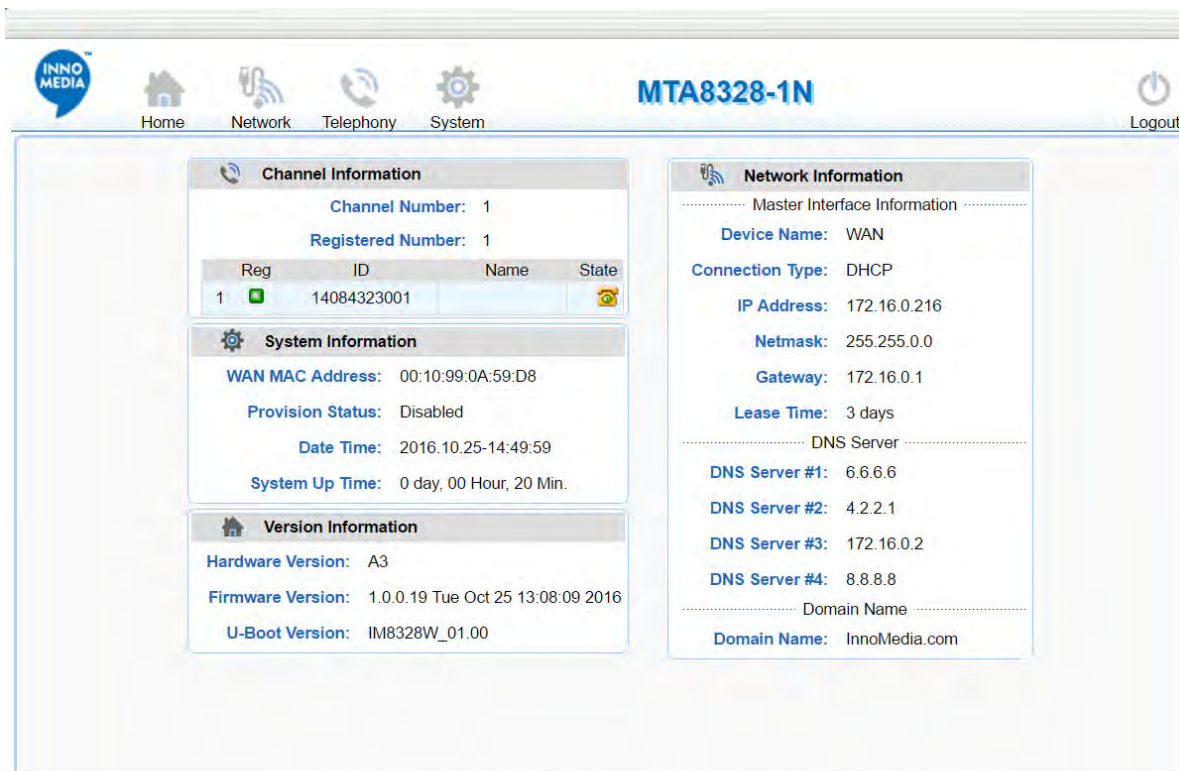 INNO
MEDIA
™
Home
Network
Telephony
System
MTA8328-1N
Logout
Channel Information
Channel Number: 1
Registered Number: 1
Reg ID Name State
1 14084323001
System Information
WAN MAC Address: 00:10:99:0A:59:D8
Provision Status: Disabled
Date Time: 2016.10.25-14:49:59
System Up Time: 0 day, 00 Hour, 20 Min.
Version Information
Hardware Version: A3
Firmware Version: 1.0.0.19 Tue Oct 25 13:08:09 2016
U-Boot Version: IM8328W_01.00
Network Information
Master Interface Information
Device Name: WAN
Connection Type: DHCP
IP Address: 172.16.0.216
Netmask: 255.255.0.0
Gateway: 172.16.0.1
Lease Time: 3 days
DNS Server
DNS Server #1: 6.6.6.6
DNS Server #2: 4.2.2.1
DNS Server #3: 172.16.0.2
DNS Server #4: 8.8.8.8
Domain Name
Domain Name: InnoMedia.com